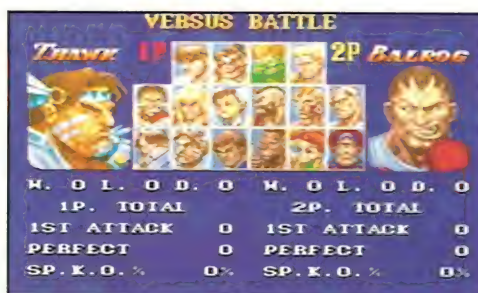 VERSUS BATTLE
T.HAWK 1P 2P BALROG
W. 0 L. 0 D. 0 W. 0 L. 0 D. 0
1P. TOTAL 2P. TOTAL
1ST ATTACK 0 1ST ATTACK 0
PERFECT 0 PERFECT 0
SP.K.O.% 0% SP.K.O.% 0%